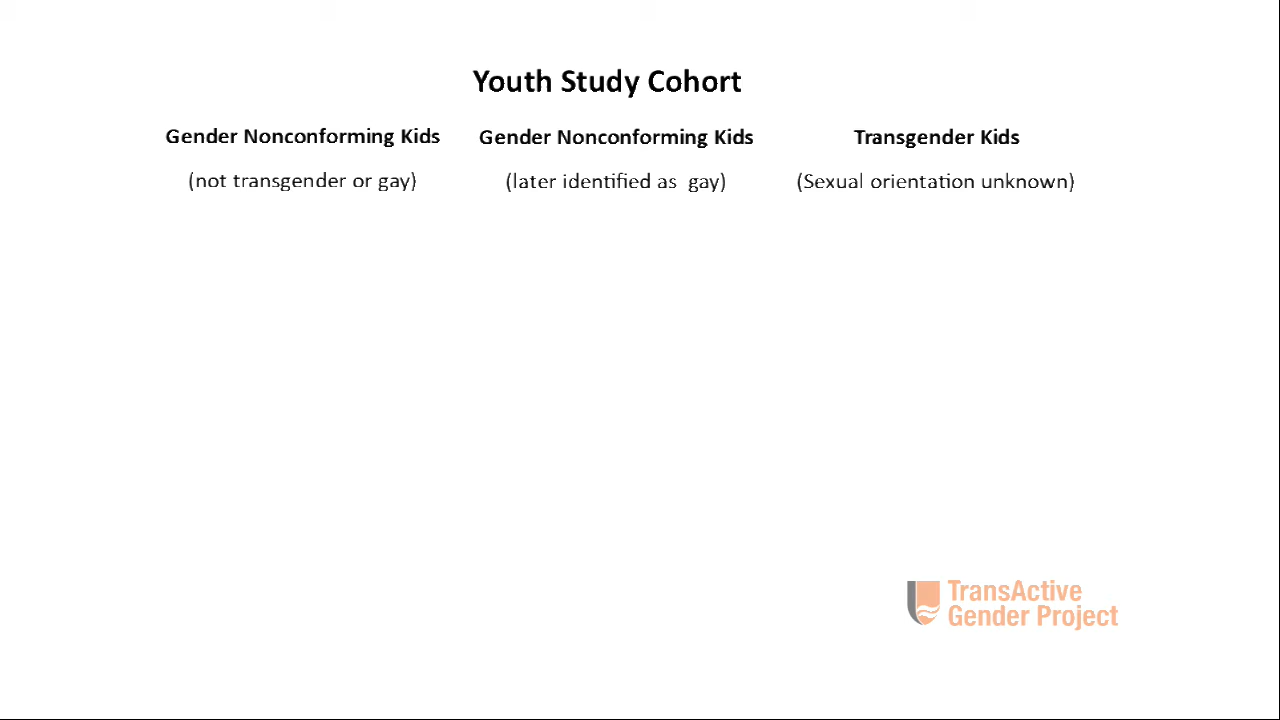 Youth Study Cohort
Gender Nonconforming Kids
(not transgender or gay)
Gender Nonconforming Kids
(later identified as  gay)
Transgender Kids
(Sexual orientation unknown)
TransActive
Gender Project